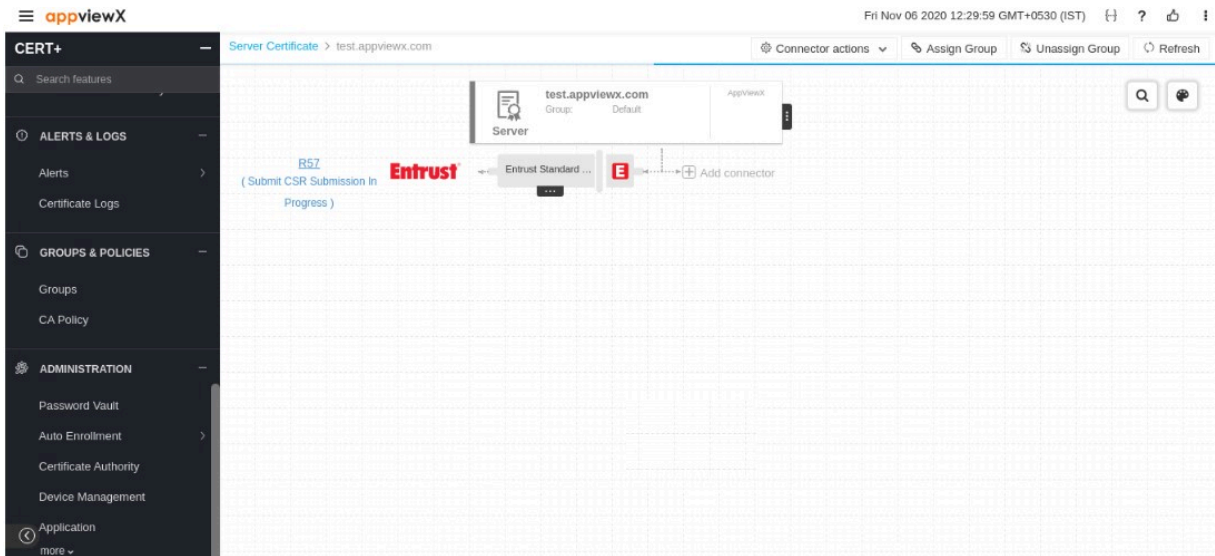 appviewX
Fri Nov 06 2020 12:29:59 GMT+0530 (IST)
?
CERT+
Server Certificate > test.appviewx.com
Connector actions
Assign Group
Unassign Group
Refresh
Search features
test.appviewx.com
AppViewX
Group: Default
Server
ALERTS & LOGS
Alerts
Certificate Logs
R57
( Submit CSR Submission In
Progress )
Entrust
Entrust Standard ...
E
Add connector
GROUPS & POLICIES
Groups
CA Policy
ADMINISTRATION
Password Vault
Auto Enrollment
Certificate Authority
Device Management
Application
more